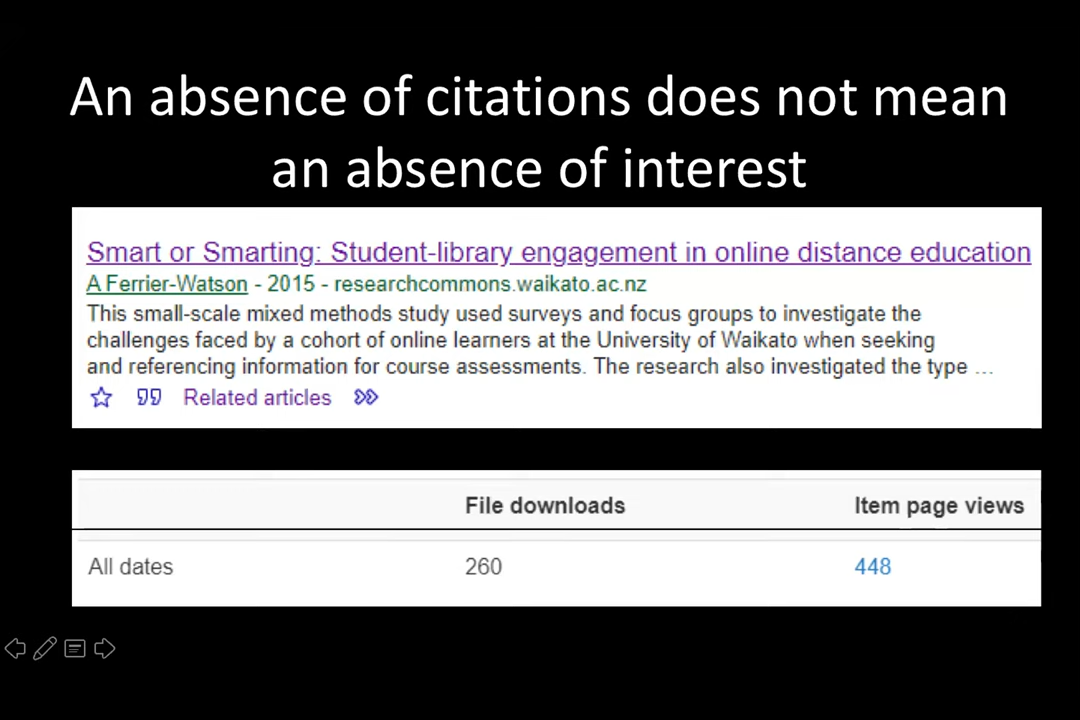 An absence of citations does not mean
an absence of interest
Smart or Smarting: Student-library engagement in online distance education
A Ferrier-Watson - 2015 - researchcommons.waikato.ac.nz
This small-scale mixed methods study used surveys and focus groups to investigate the
challenges faced by a cohort of online learners at the University of Waikato when seeking
and referencing information for course assessments. The research also investigated the type ...
Related articles
File downloads Item page views
All dates 260 448